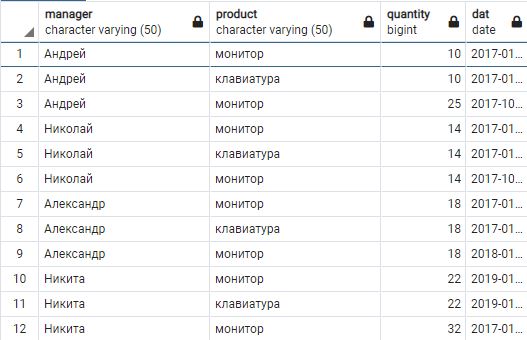 manager product quantity dat
character varying (50) character varying (50) bigint date
1 Андрей монитор 10 2017-01...
2 Андрей клавиатура 10 2017-01...
3 Андрей монитор 25 2017-10...
4 Николай монитор 14 2017-01...
5 Николай клавиатура 14 2017-01...
6 Николай монитор 14 2017-10...
7 Александр монитор 18 2017-01...
8 Александр клавиатура 18 2017-01...
9 Александр монитор 18 2018-01...
10 Никита монитор 22 2019-01...
11 Никита клавиатура 22 2019-01...
12 Никита монитор 32 2017-01...